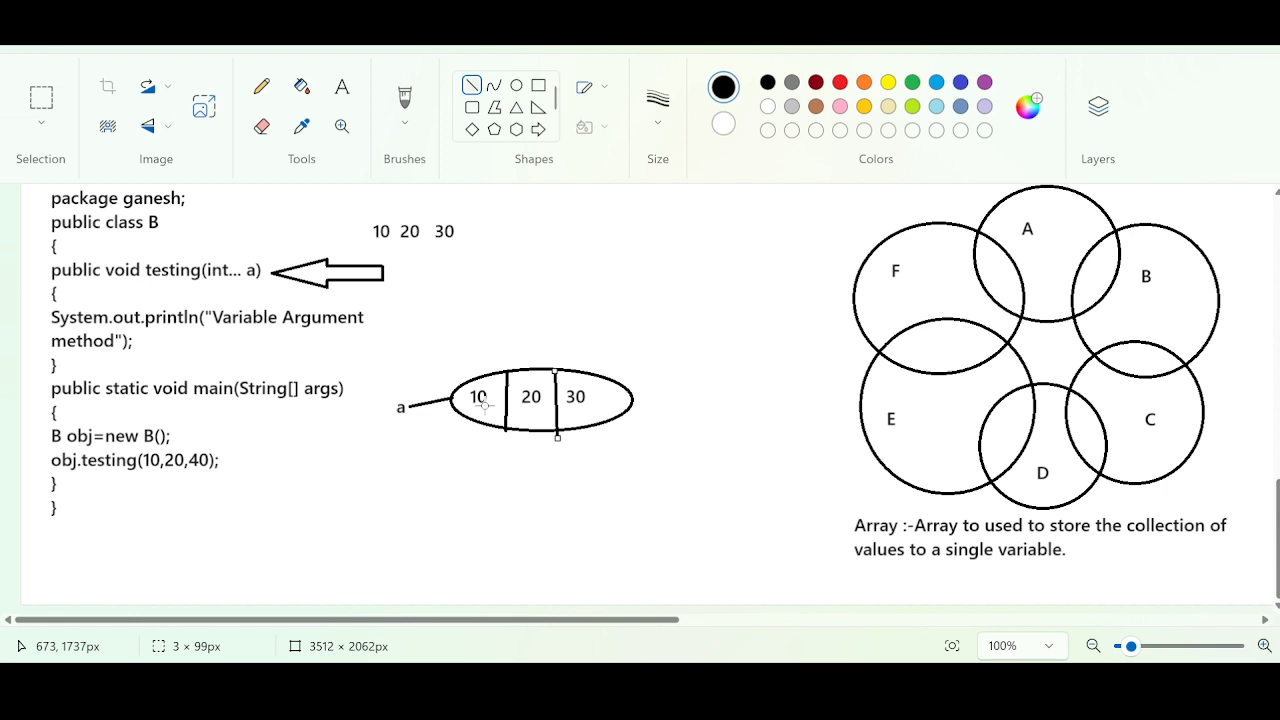 Selection
Image
Tools
Brushes
Shapes
Size
Colors
Layers
package ganesh;
public class B
{
public void testing(int... a)
{
System.out.println("Variable Argument
method");
}
public static void main(String[] args)
{
B obj=new B();
obj.testing(10,20,40);
}
}
10 20 30
a
10 20 30
A
F
B
E
C
D
Array :-Array to used to store the collection of
values to a single variable.
673, 1737px
3 × 99px
3512 × 2062px
100%